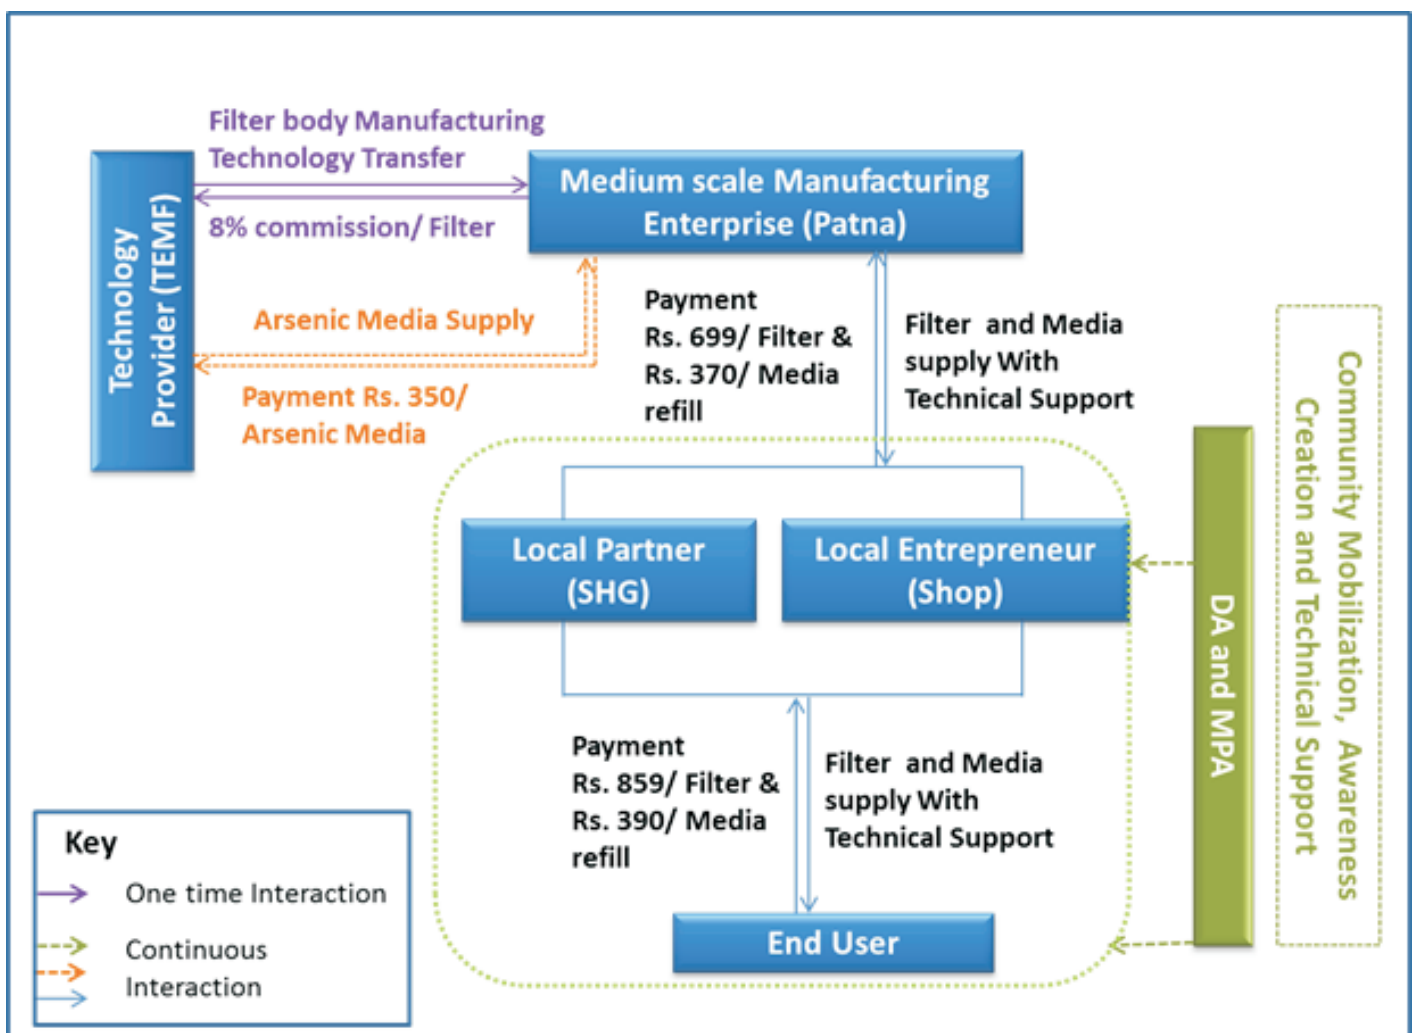 Filter body Manufacturing
Technology Transfer
8% commission/ Filter
Technology
Provider (TEMF)
Medium scale Manufacturing
Enterprise (Patna)
Arsenic Media Supply
Payment Rs. 350/
Arsenic Media
Payment
Rs. 699/ Filter &
Rs. 370/ Media
refill
Filter and Media
supply With
Technical Support
Local Partner
(SHG)
Local Entrepreneur
(Shop)
Payment
Rs. 859/ Filter &
Rs. 390/ Media
refill
Filter and Media
supply With
Technical Support
End User
DA and MPA
Community Mobilization, Awareness
Creation and Technical Support
Key
One time Interaction
Continuous
Interaction